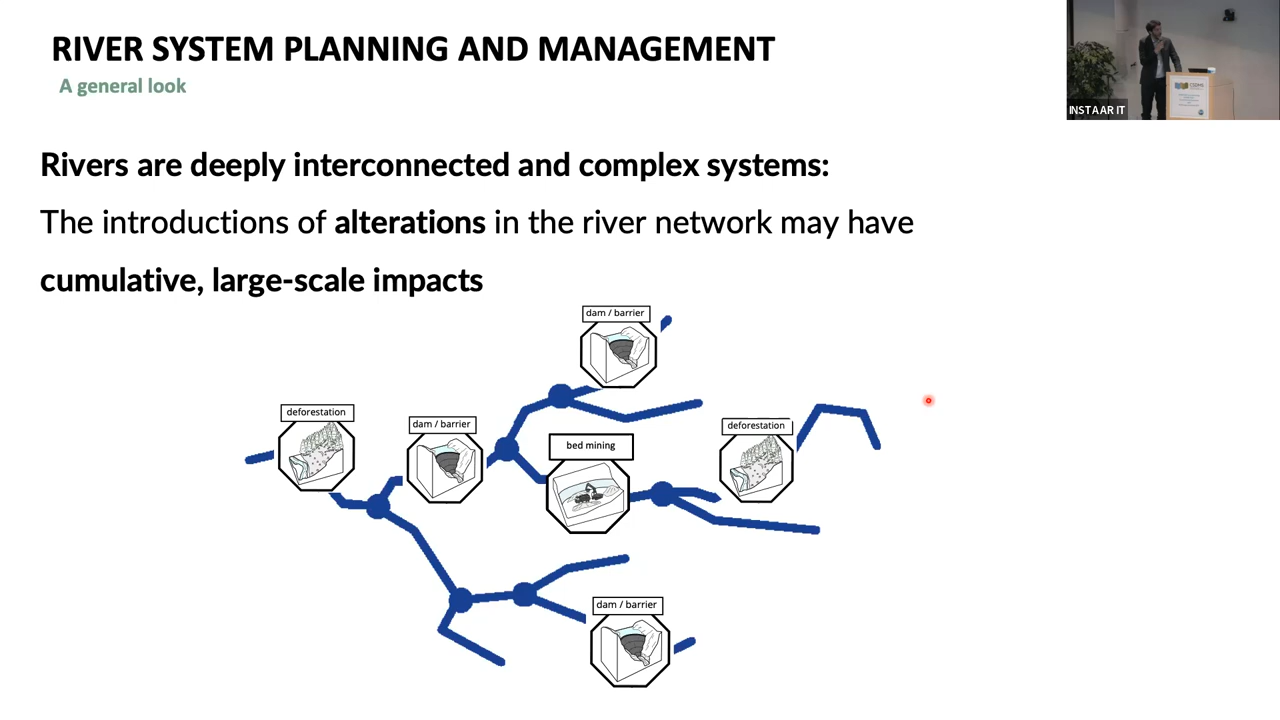 RIVER SYSTEM PLANNING AND MANAGEMENT
A general look
INSTAAR IT
Rivers are deeply interconnected and complex systems:
The introductions of alterations in the river network may have
cumulative, large-scale impacts
dam / barrier
deforestation
dam / barrier
bed mining
deforestation
dam / barrier